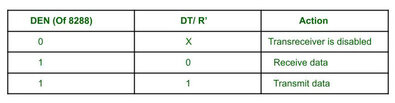 DEN (Of 8288) DT/ R' Action
0 X Transreceiver is disabled
1 0 Receive data
1 1 Transmit data